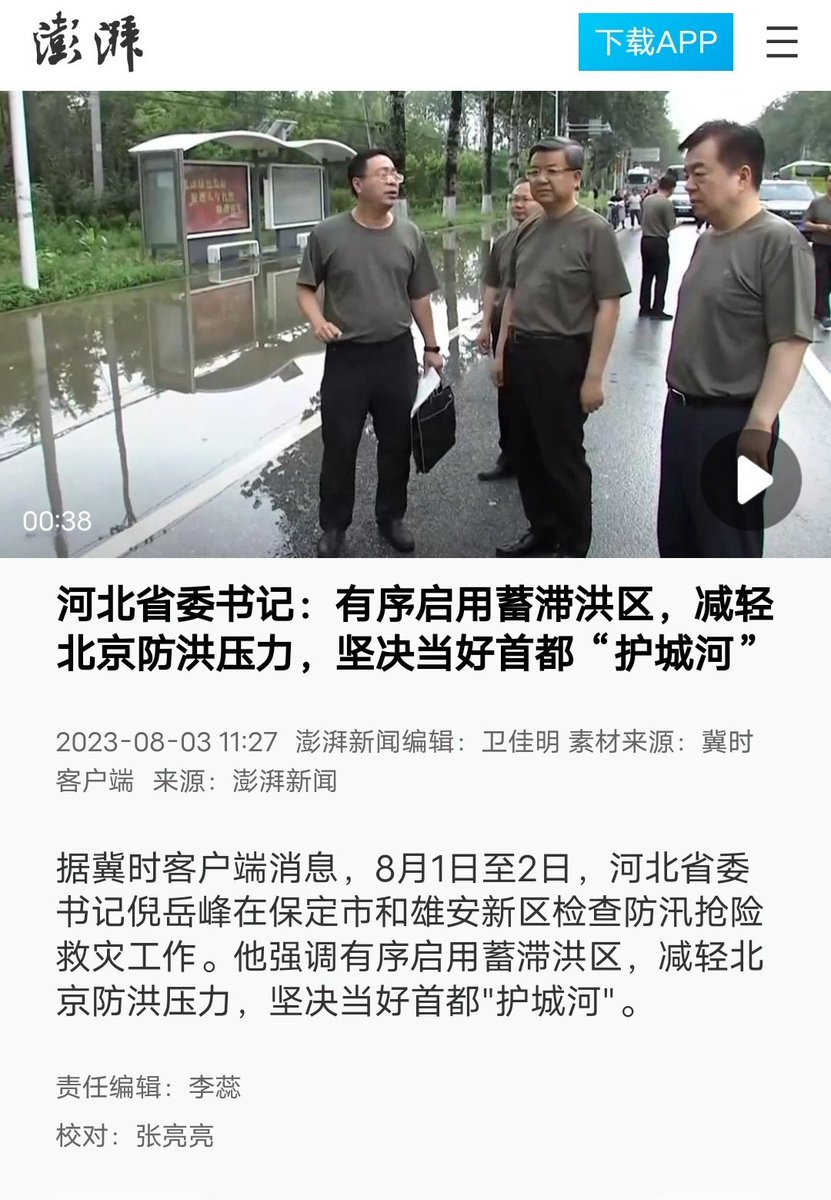 澎湃
下载APP
00:38
河北省委书记：有序启用蓄滞洪区，减轻
北京防洪压力，坚决当好首都“护城河”
2023-08-03 11:27 澎湃新闻编辑：卫佳明 素材来源：冀时
客户端 来源：澎湃新闻
据冀时客户端消息，8月1日至2日，河北省委
书记倪岳峰在保定市和雄安新区检查防汛抢险
救灾工作。他强调有序启用蓄滞洪区，减轻北
京防洪压力，坚决当好首都"护城河"。
责任编辑：李蕊
校对：张亮亮